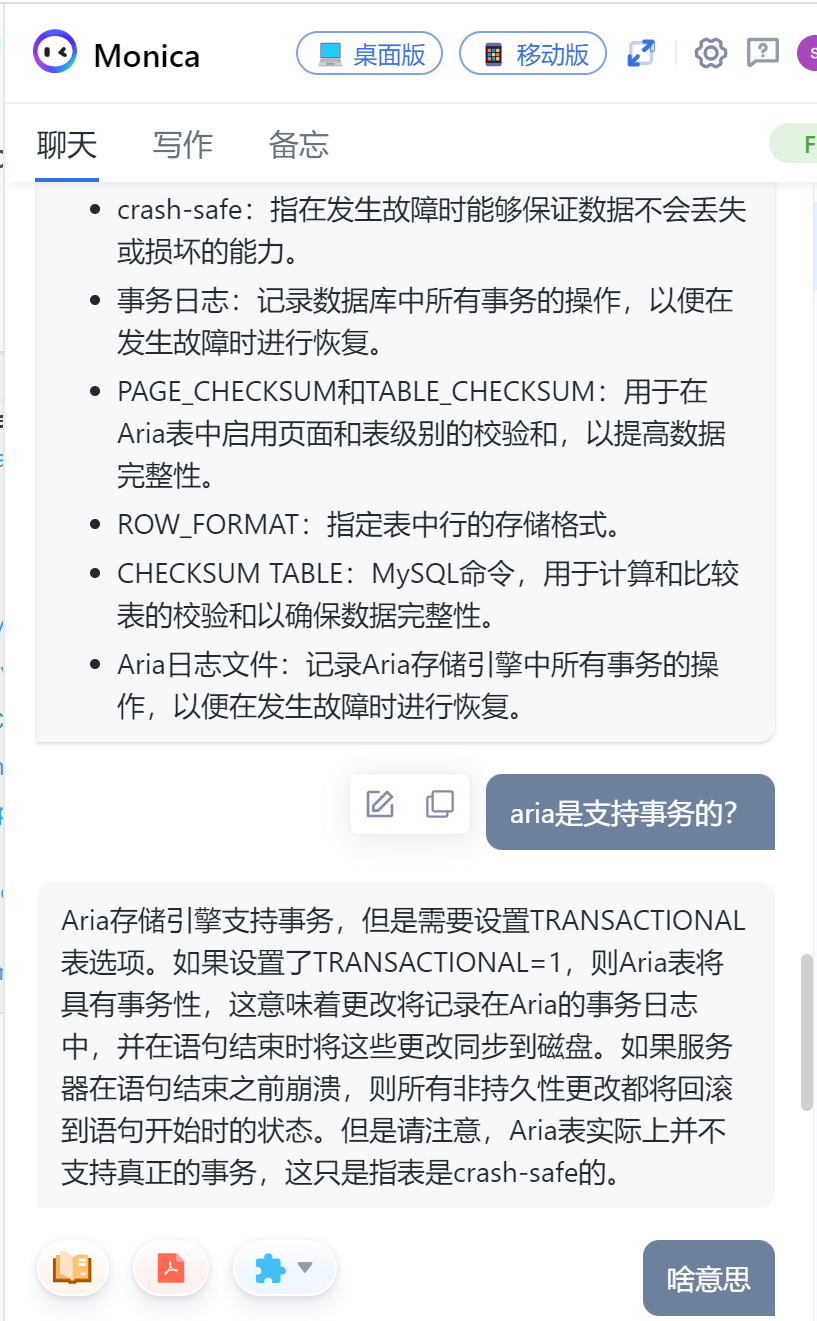 Monica
桌面版
移动版
聊天
写作
备忘
F
crash-safe：指在发生故障时能够保证数据不会丢失
或损坏的能力。
事务日志：记录数据库中所有事务的操作，以便在
发生故障时进行恢复。
PAGE_CHECKSUM和TABLE_CHECKSUM：用于在
Aria表中启用页面和表级别的校验和，以提高数据
完整性。
ROW_FORMAT：指定表中行的存储格式。
CHECKSUM TABLE：MySQL命令，用于计算和比较
表的校验和以确保数据完整性。
Aria日志文件：记录Aria存储引擎中所有事务的操
作，以便在发生故障时进行恢复。
aria是支持事务的？
Aria存储引擎支持事务，但是需要设置TRANSACTIONAL
表选项。如果设置了TRANSACTIONAL=1，则Aria表将
具有事务性，这意味着更改将记录在Aria的事务日志
中，并在语句结束时将这些更改同步到磁盘。如果服务
器在语句结束之前崩溃，则所有非持久性更改都将回滚
到语句开始时的状态。但是请注意，Aria表实际上并不
支持真正的事务，这只是指表是crash-safe的。
啥意思